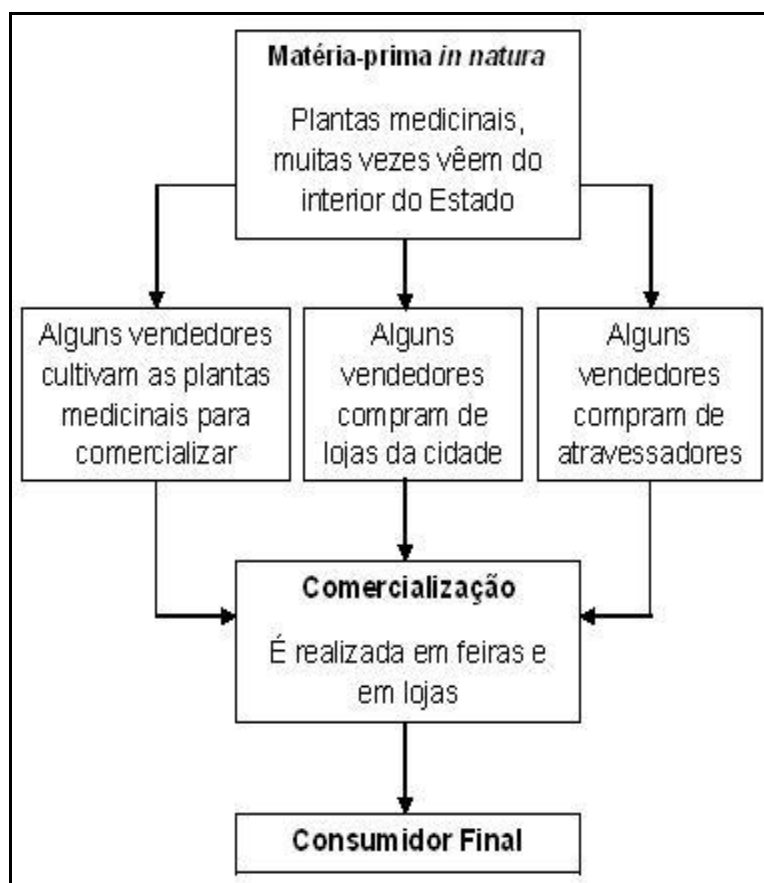 Matéria-prima in natura
Plantas medicinais,
muitas vezes vêem do
interior do Estado
Alguns vendedores
cultivam as plantas
medicinais para
comercializar
Alguns
vendedores
compram de
lojas da cidade
Alguns
vendedores
compram de
atravessadores
Comercialização
É realizada em feiras e
em lojas
Consumidor Final